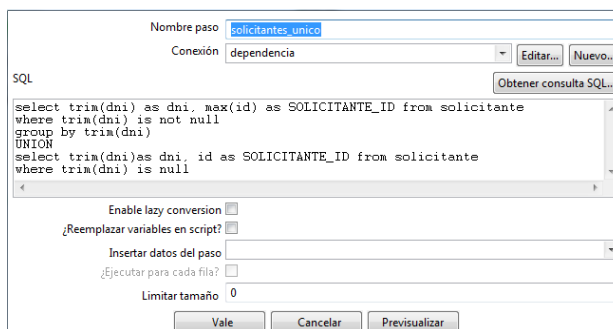 Nombre paso solicitantes_unico
Conexión dependencia Editar... Nuevo...
SQL Obtener consulta SQL...
select trim(dni) as dni, max(id) as SOLICITANTE_ID from solicitante
where trim(dni) is not null
group by trim(dni)
UNION
select trim(dni)as dni, id as SOLICITANTE_ID from solicitante
where trim(dni) is null
Enable lazy conversion
¿Reemplazar variables en script?
Insertar datos del paso
¿Ejecutar para cada fila?
Limitar tamaño 0
Vale Cancelar Previsualizar